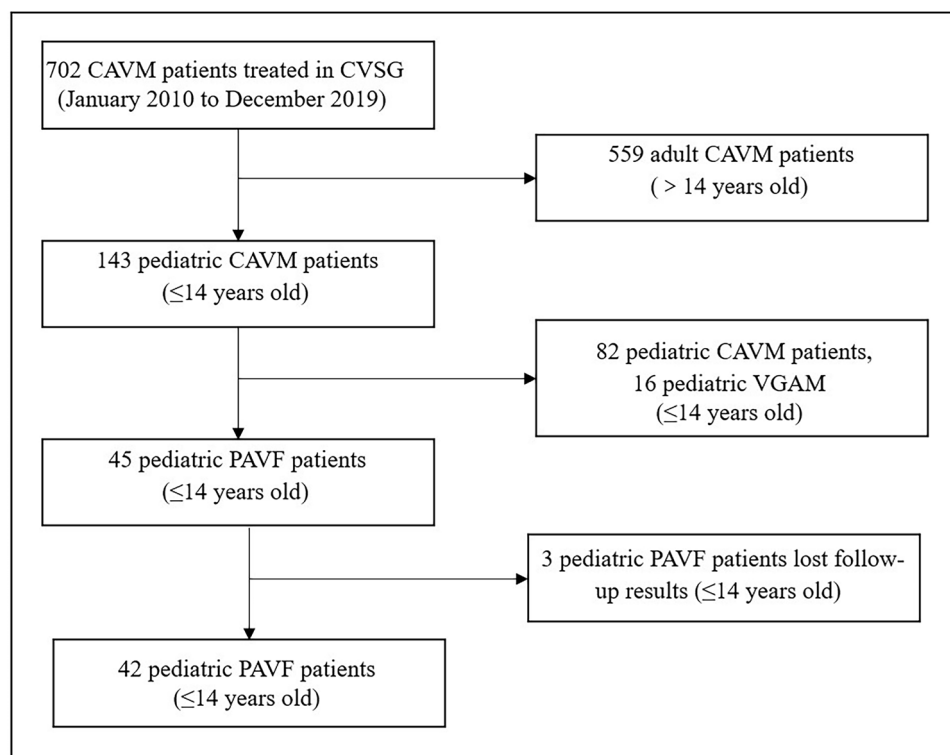 702 CAVM patients treated in CVSG
(January 2010 to December 2019)
559 adult CAVM patients
( > 14 years old)
143 pediatric CAVM patients
(≤14 years old)
82 pediatric CAVM patients,
16 pediatric VGAM
(≤14 years old)
45 pediatric PAVF patients
(≤14 years old)
3 pediatric PAVF patients lost follow-
up results (≤14 years old)
42 pediatric PAVF patients
(≤14 years old)